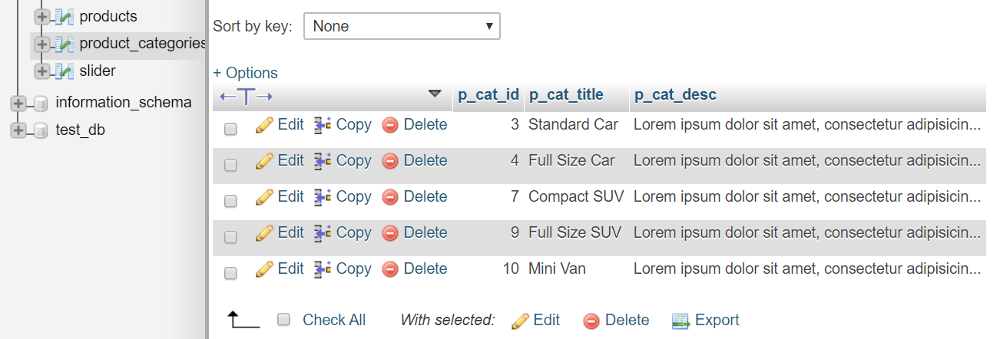 products
product_categories
slider
information_schema
test_db
Sort by key: None
+ Options
p_cat_id p_cat_title p_cat_desc
Edit Copy Delete 3 Standard Car Lorem ipsum dolor sit amet, consectetur adipisicin...
Edit Copy Delete 4 Full Size Car Lorem ipsum dolor sit amet, consectetur adipisicin...
Edit Copy Delete 7 Compact SUV Lorem ipsum dolor sit amet, consectetur adipisicin...
Edit Copy Delete 9 Full Size SUV Lorem ipsum dolor sit amet, consectetur adipisicin...
Edit Copy Delete 10 Mini Van Lorem ipsum dolor sit amet, consectetur adipisicin...
Check All With selected: Edit Delete Export